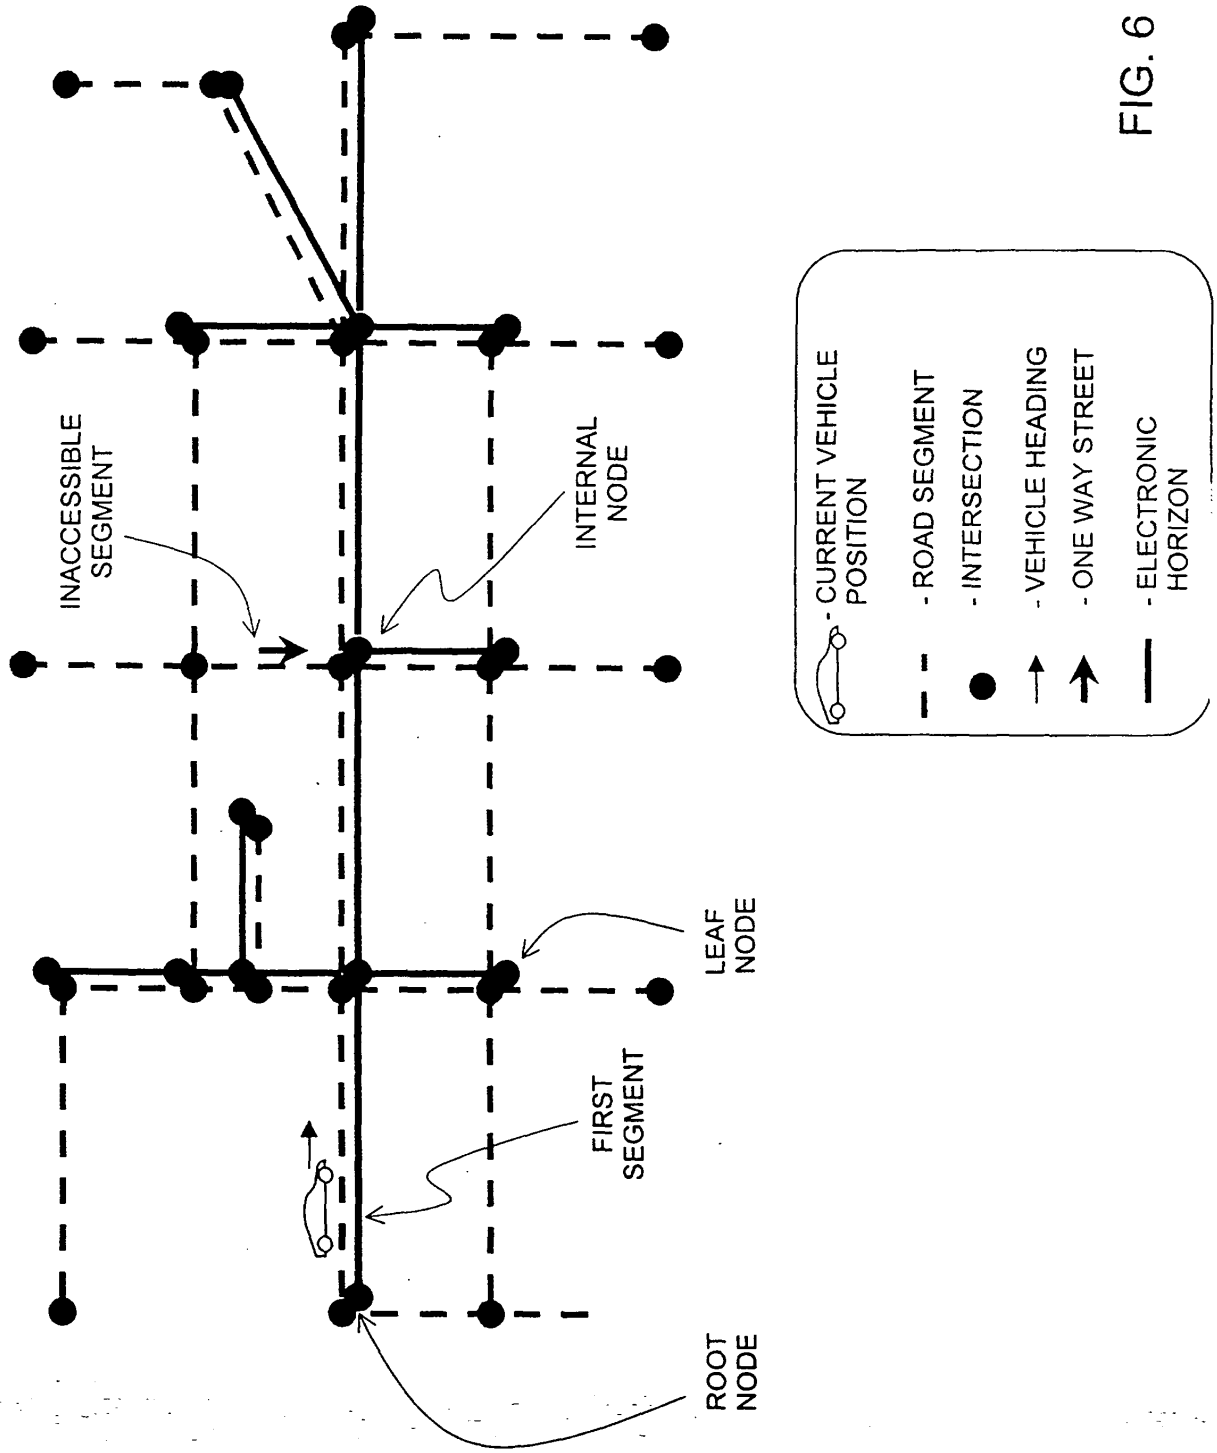 INACCESSIBLE
SEGMENT
INTERNAL
NODE
LEAF
NODE
FIRST
SEGMENT
ROOT
NODE
- CURRENT VEHICLE
POSITION
- ROAD SEGMENT
- INTERSECTION
- VEHICLE HEADING
- ONE WAY STREET
- ELECTRONIC
HORIZON
FIG. 6